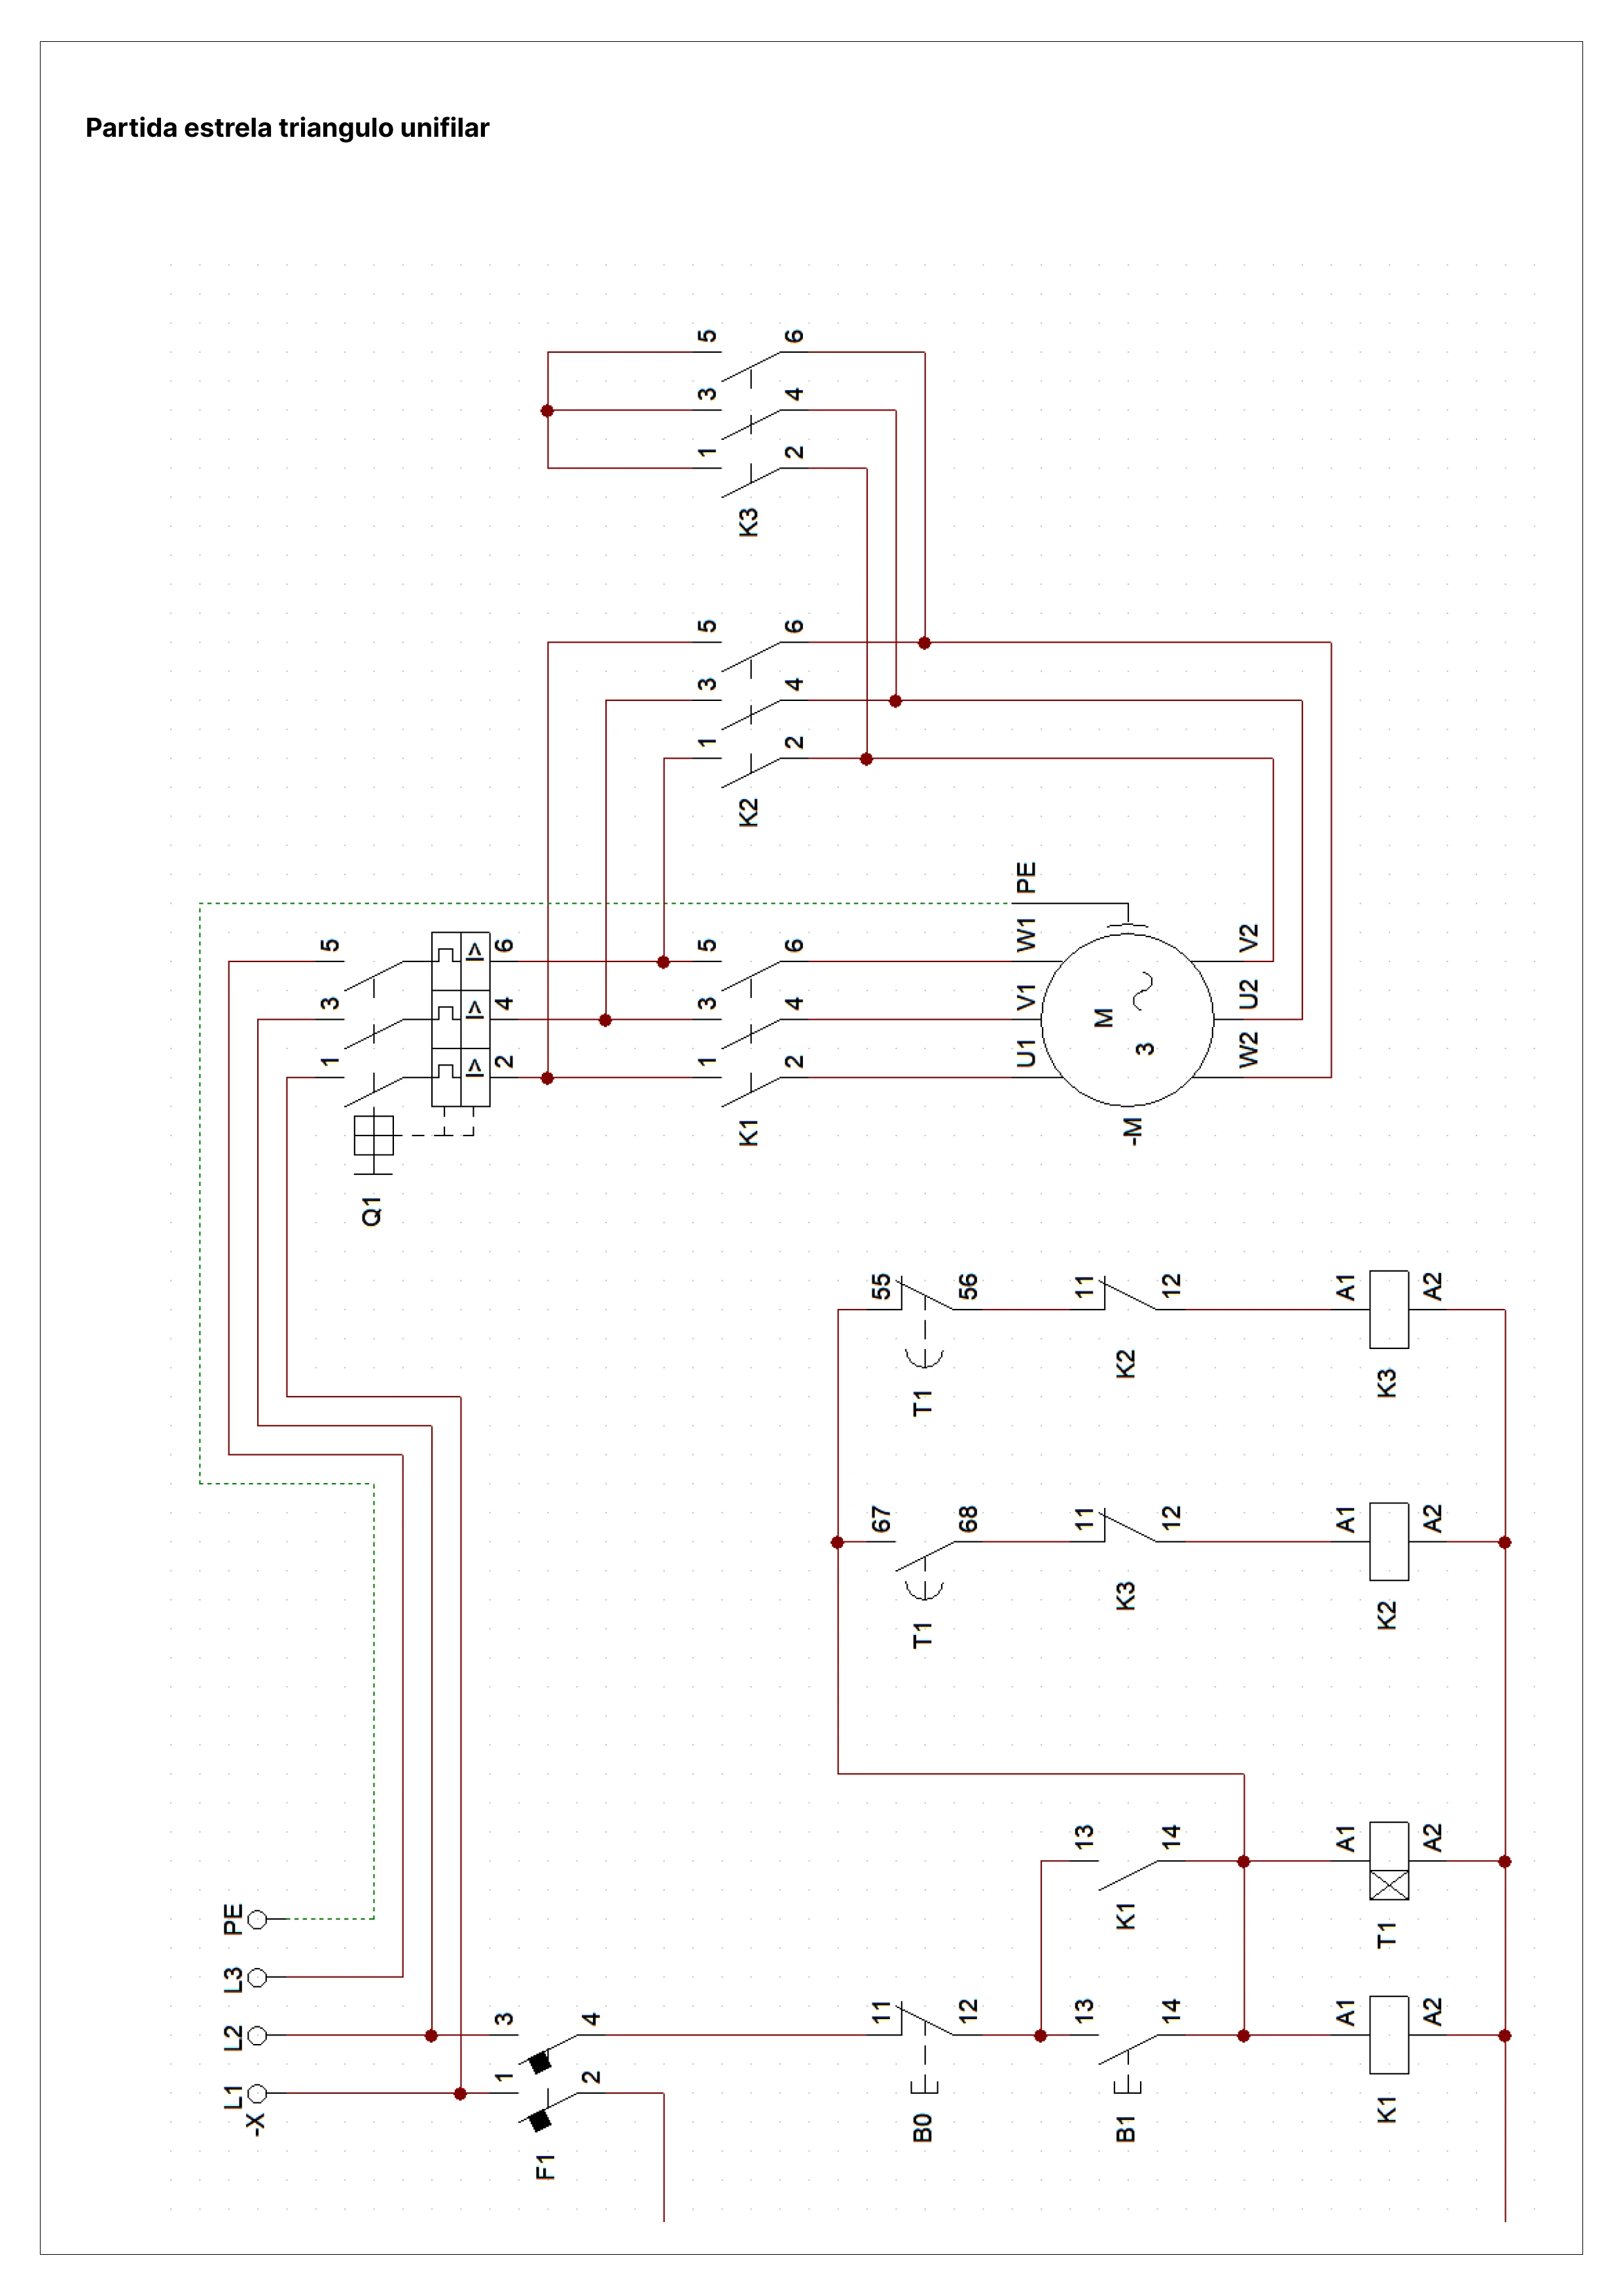 Partida estrela triangulo unifilar
5 6
3 4
1 2
K3
5 6
3 4
1 2
K2
PE
5 6 5 6 W1 V2
3 4 3 4 V1 M 3 U2
1 2 1 2 U1 W2
Q1 K1 -M
55 56 11 12 A1 A2
T1 K2 K3
67 68 11 12 A1 A2
T1 K3 K2
13 14 A1 A2
K1 T1
PE
L3
L2 3 4 11 12 13 14 A1 A2
L1 1 2
-X F1 B0 B1 K1
I>
I>
I>